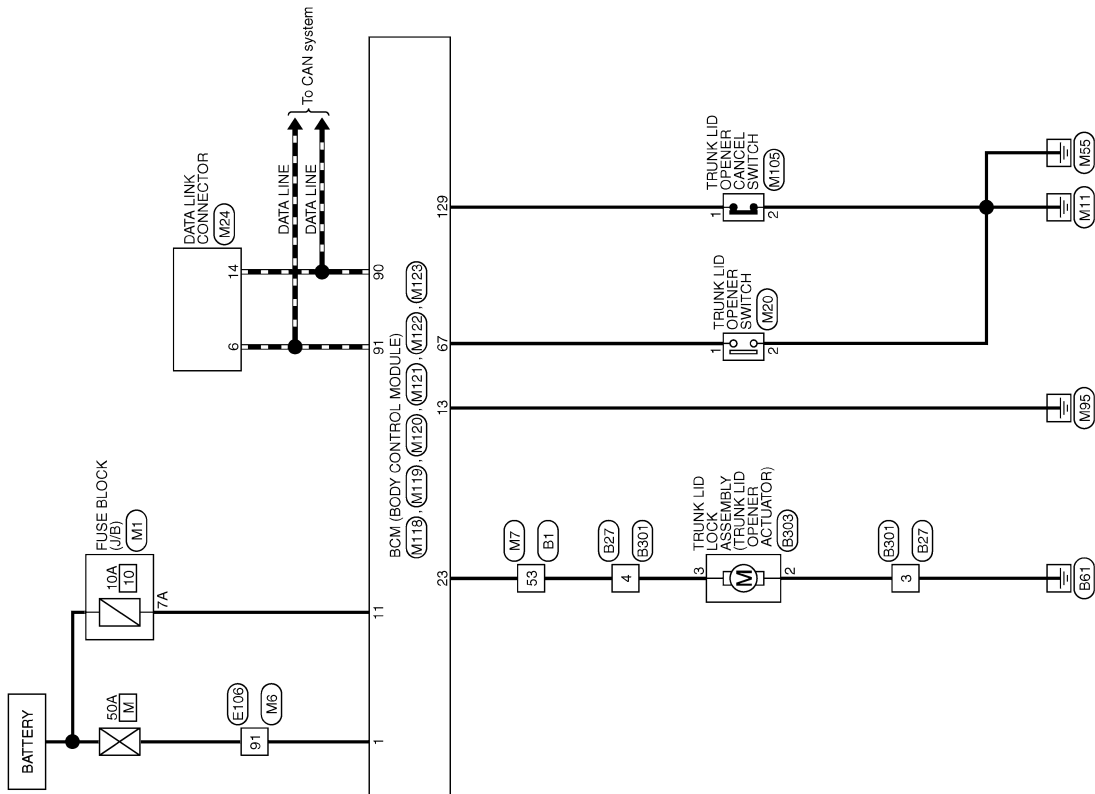 BATTERY
50A
M
E106
91
M6
1
FUSE BLOCK
(J/B)
M1
10A
10
7A
11
DATA LINK
CONNECTOR
M24
6
14
DATA LINE
DATA LINE
To CAN system
91
90
BCM (BODY CONTROL MODULE)
M118 , M119 , M120 , M121 , M122 , M123
23
13
67
129
M7
53
B1
B27
4
B301
TRUNK LID
LOCK
ASSEMBLY
(TRUNK LID
OPENER
ACTUATOR)
B303
3
M
2
B301
3
B27
B61
M95
TRUNK LID
OPENER
SWITCH
M20
1
2
TRUNK LID
OPENER
CANCEL
SWITCH
M105
1
2
M11
M55